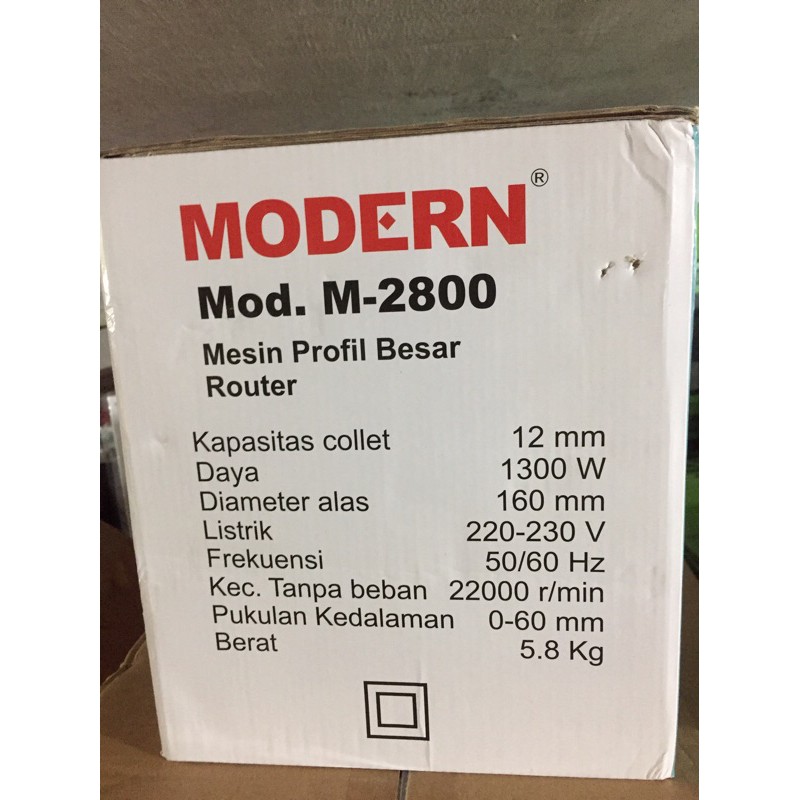 MODERN®
Mod. M-2800
Mesin Profil Besar
Router
Kapasitas collet 12 mm
Daya 1300 W
Diameter alas 160 mm
Listrik 220-230 V
Frekuensi 50/60 Hz
Kec. Tanpa beban 22000 r/min
Pukulan Kedalaman 0-60 mm
Berat 5.8 Kg